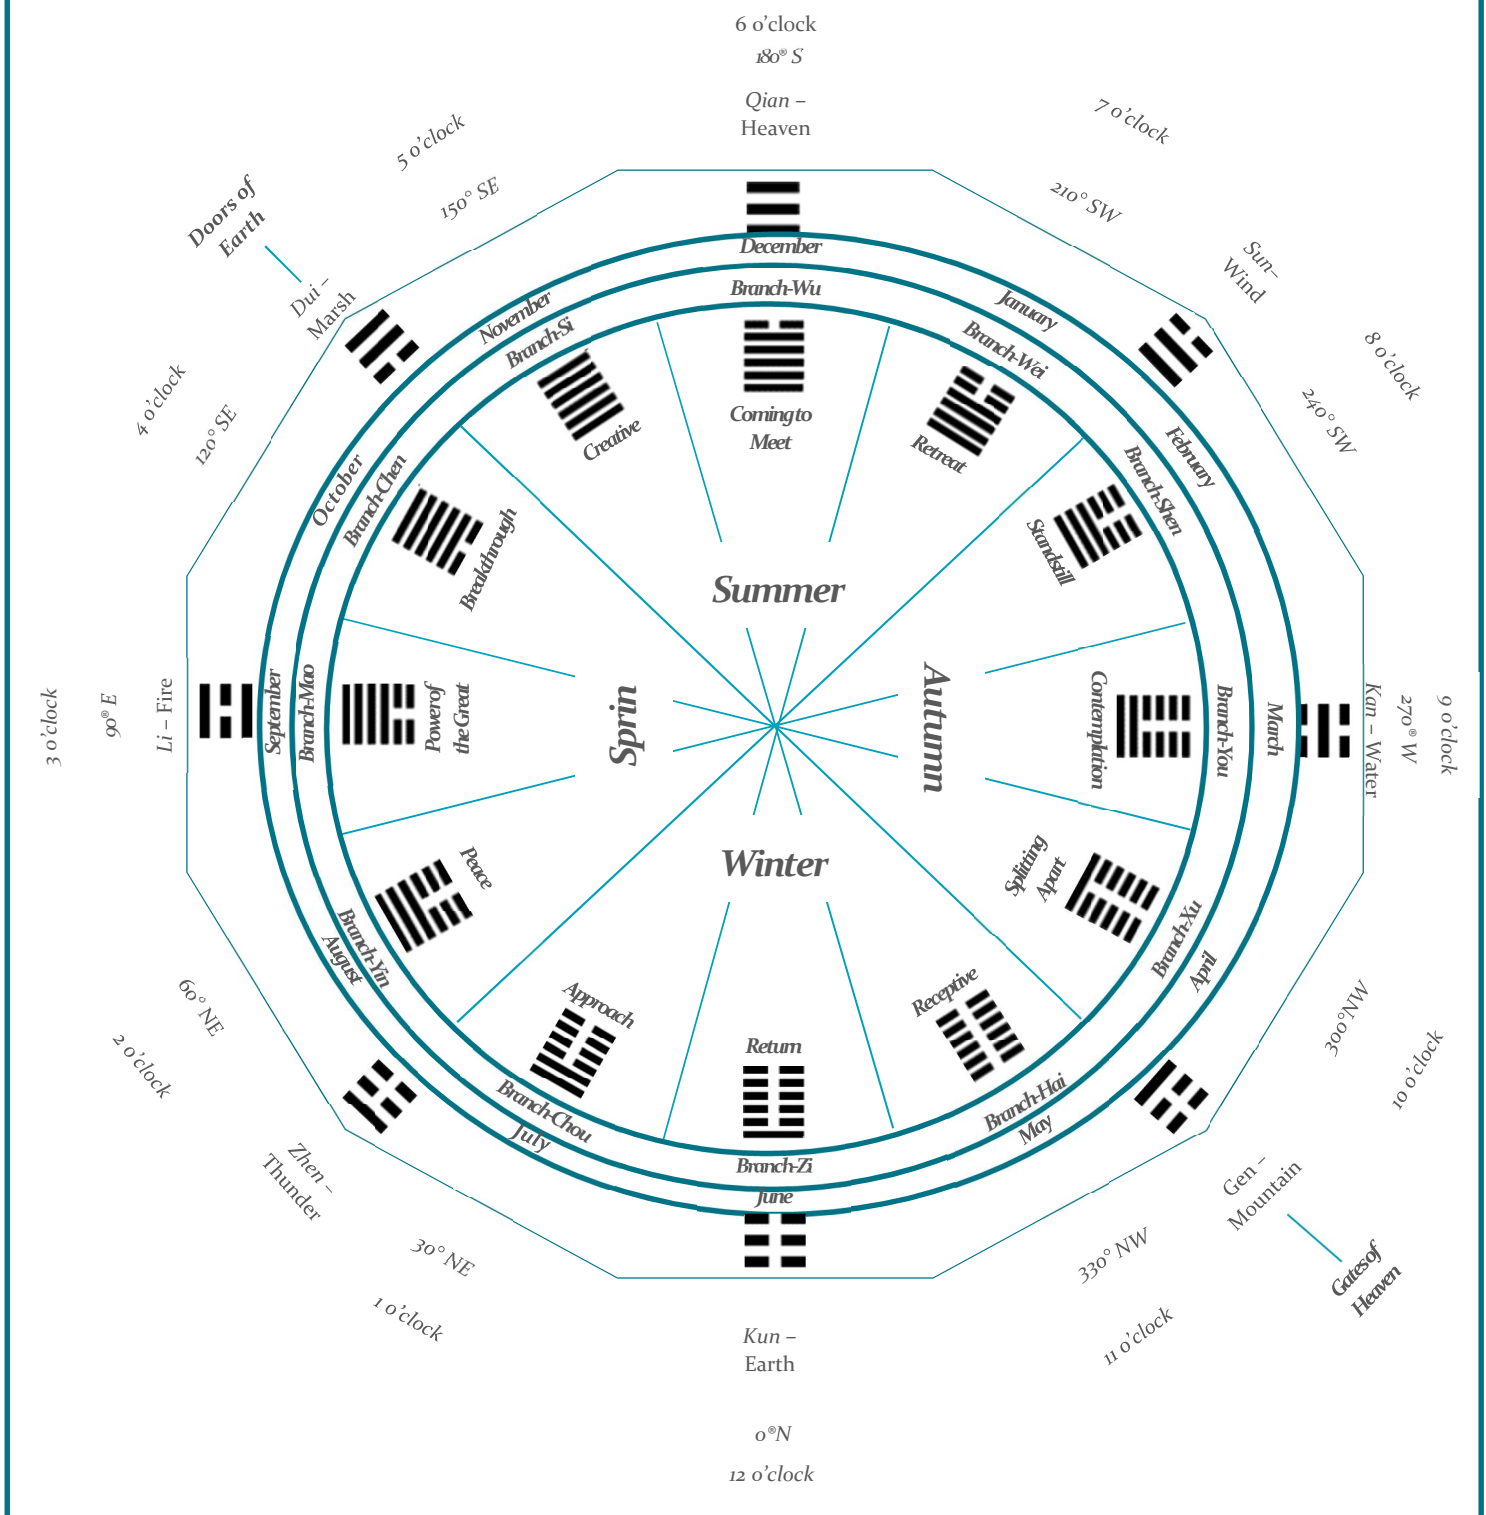 6 o’clock
180° S
Qian –
Heaven
5 o’clock
150° SE
7 o’clock
210° SW
Doors of
Earth
Dui –
Marsh
Sun–
Wind
4 o’clock
120° SE
8 o’clock
240° SW
December
November
January
October
February
September
March
August
April
July
May
June
Branch-Wu
Branch-Si
Branch-Wei
Branch-Chen
Branch-Shen
Branch-Mao
Branch-You
Branch-Yin
Branch-Xu
Branch-Chou
Branch-Hai
Branch-Zi
Coming to
Meet
Creative
Retreat
Breakthrough
Standstill
Power of
the Great
Contemplation
Peace
Splitting
Apart
Approach
Receptive
Return
Summer
Sprin
Autumn
Winter
3 o’clock
90° E
Li – Fire
Kan – Water
270° W
9 o’clock
60° NE
2 o’clock
300° NW
10 o’clock
Zhen –
Thunder
Gen –
Mountain
Gates of
Heaven
30° NE
1 o’clock
330° NW
11 o’clock
Kun –
Earth
0°N
12 o’clock